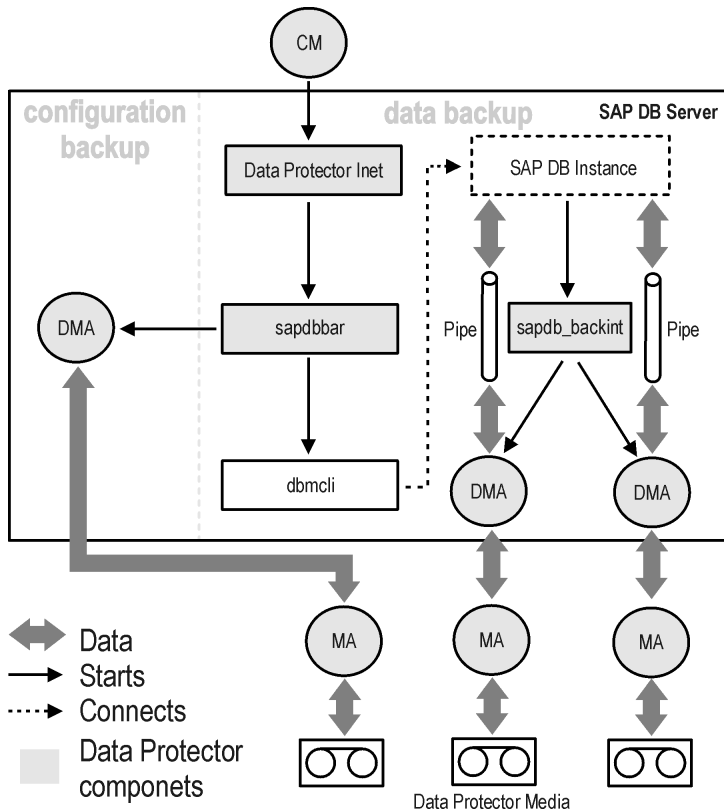 CM
configuration
backup
data backup
SAP DB Server
Data Protector Inet
SAP DB Instance
DMA
sapdbbar
Pipe
sapdb_backint
Pipe
dbmcli
DMA
DMA
MA
MA
MA
Data
Starts
Connects
Data Protector
componets
Data Protector Media